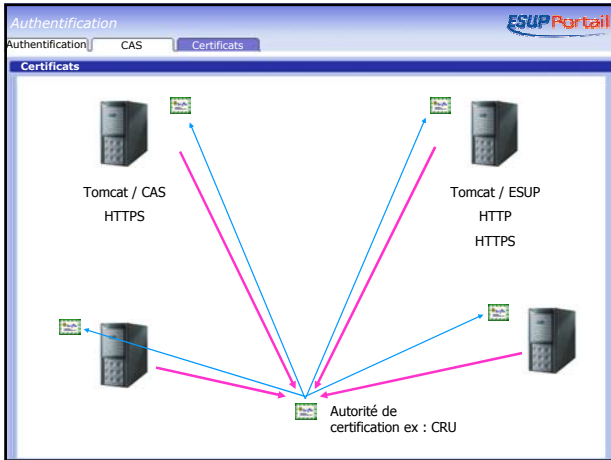 Authentification
ESUP Portail
Authentification
CAS
Certificats
Certificats
Tomcat / CAS
HTTPS
Tomcat / ESUP
HTTP
HTTPS
Autorité de
certification ex : CRU